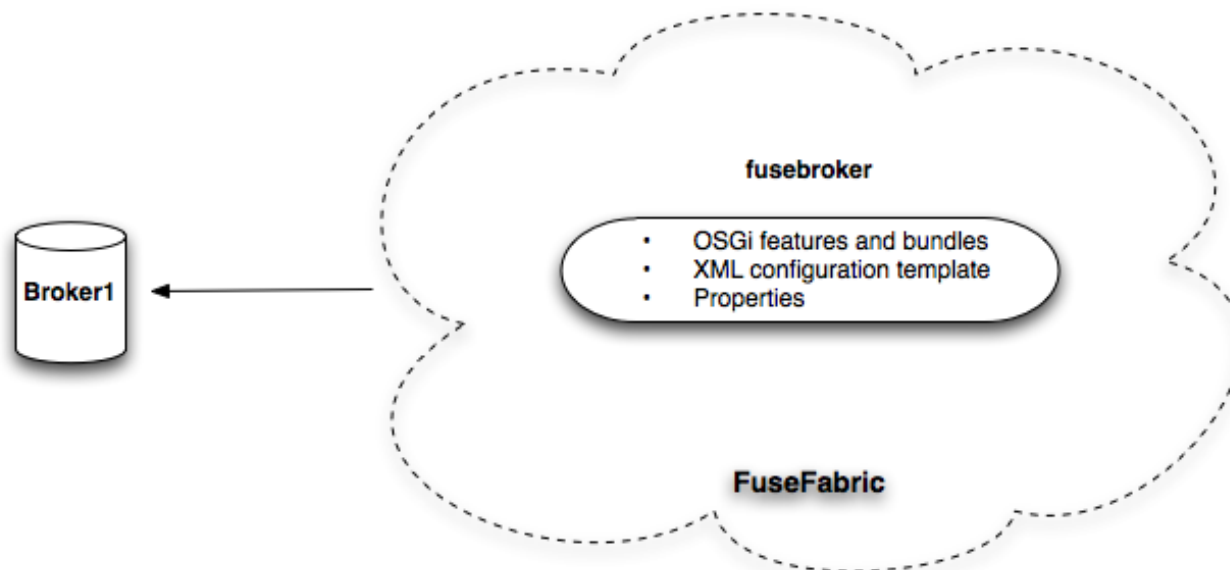 fusebroker
• OSGi features and bundles
• XML configuration template
• Properties
Broker1
FuseFabric